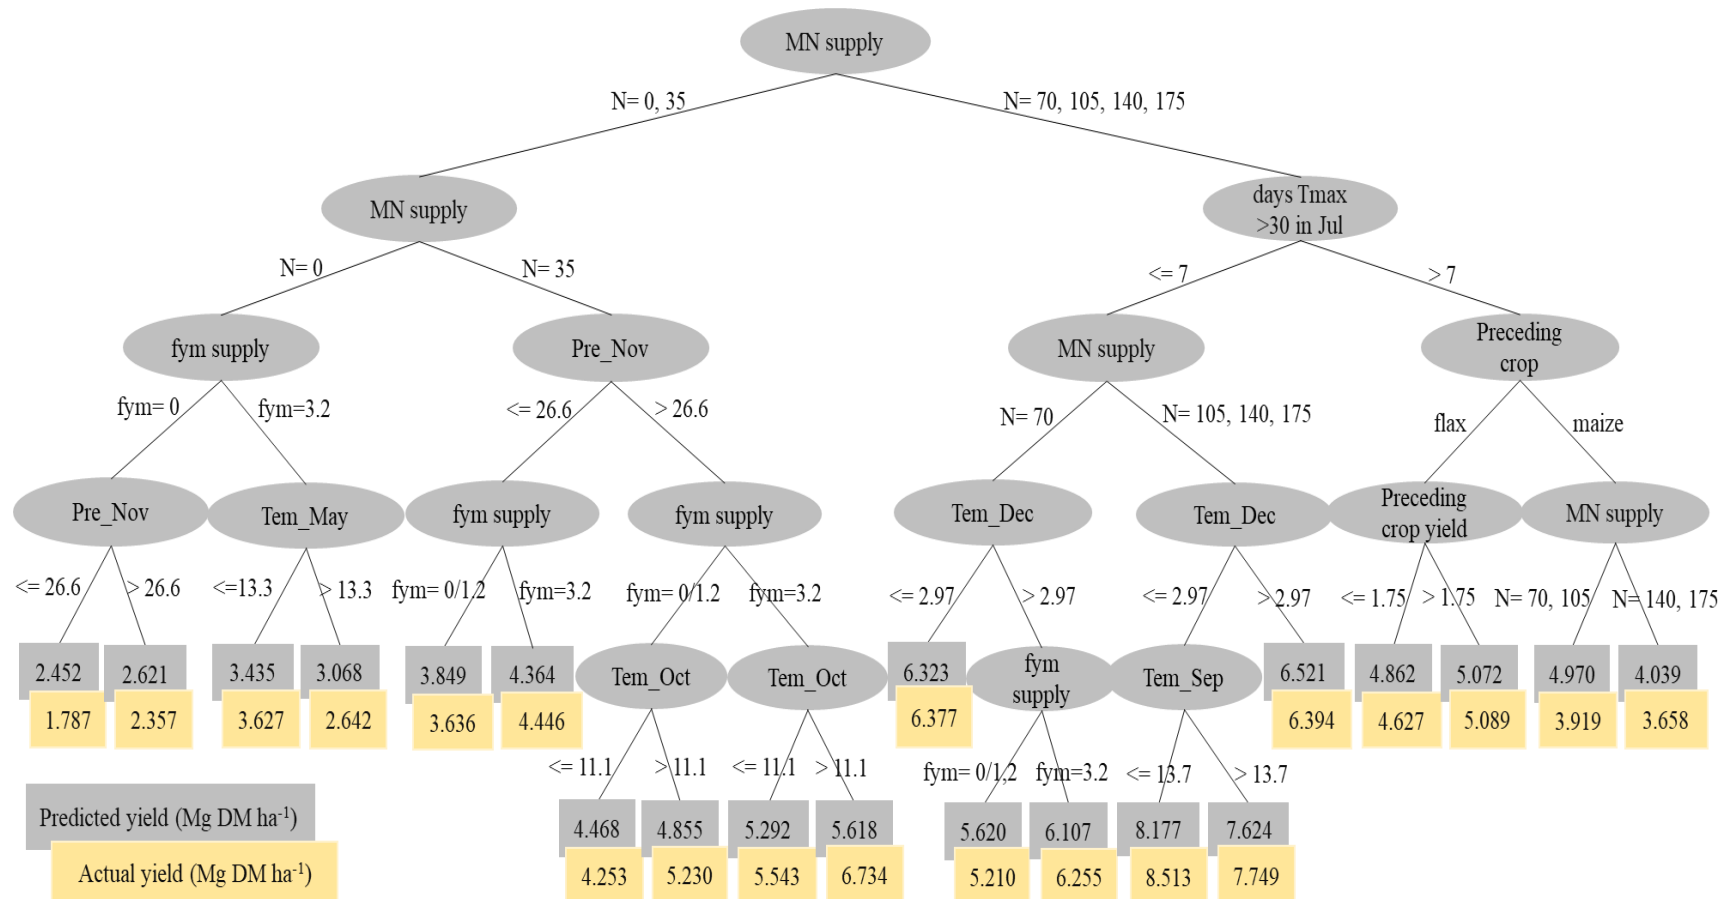 MN supply
N= 0, 35
N= 70, 105, 140, 175
MN supply
days Tmax
>30 in Jul
N= 0
N= 35
<= 7
> 7
fym supply
Pre_Nov
MN supply
Preceding
crop
fym= 0
fym=3.2
<= 26.6
> 26.6
N= 70
N= 105, 140, 175
flax
maize
Pre_Nov
Tem_May
fym supply
fym supply
Tem_Dec
Tem_Dec
Preceding
crop yield
MN supply
<= 26.6
> 26.6
<=13.3
> 13.3
fym= 0/1.2
fym=3.2
fym= 0/1.2
fym=3.2
<= 2.97
> 2.97
<= 2.97
> 2.97
<= 1.75
> 1.75
N= 70, 105
N= 140, 175
2.452
2.621
3.435
3.068
3.849
4.364
Tem_Oct
Tem_Oct
6.323
fym
supply
Tem_Sep
6.521
4.862
5.072
4.970
4.039
1.787
2.357
3.627
2.642
3.636
4.446
6.377
6.394
4.627
5.089
3.919
3.658
<= 11.1
> 11.1
<= 11.1
> 11.1
fym= 0/1,2
fym=3.2
<= 13.7
> 13.7
Predicted yield (Mg DM ha-1)
4.468
4.855
5.292
5.618
5.620
6.107
8.177
7.624
Actual yield (Mg DM ha-1)
4.253
5.230
5.543
6.734
5.210
6.255
8.513
7.749